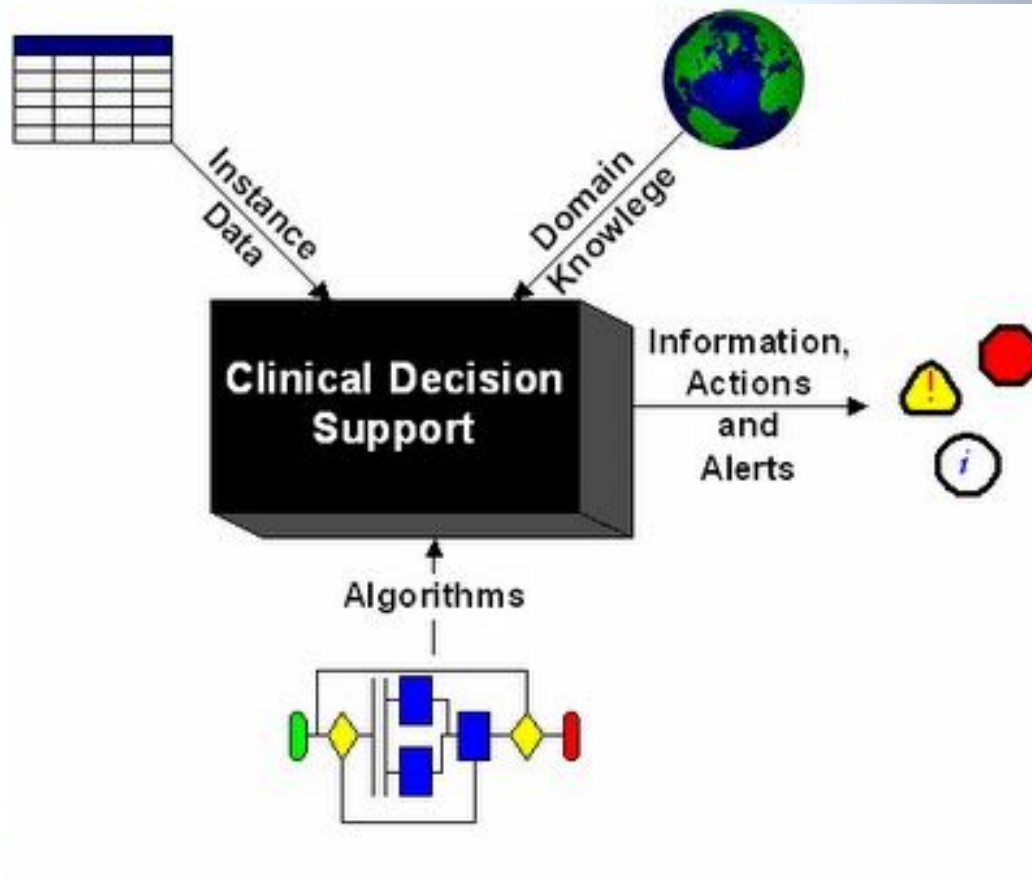 Instance
Data
Domain
Knowlege
Clinical Decision
Support
Information,
Actions
and
Alerts
!
i
Algorithms